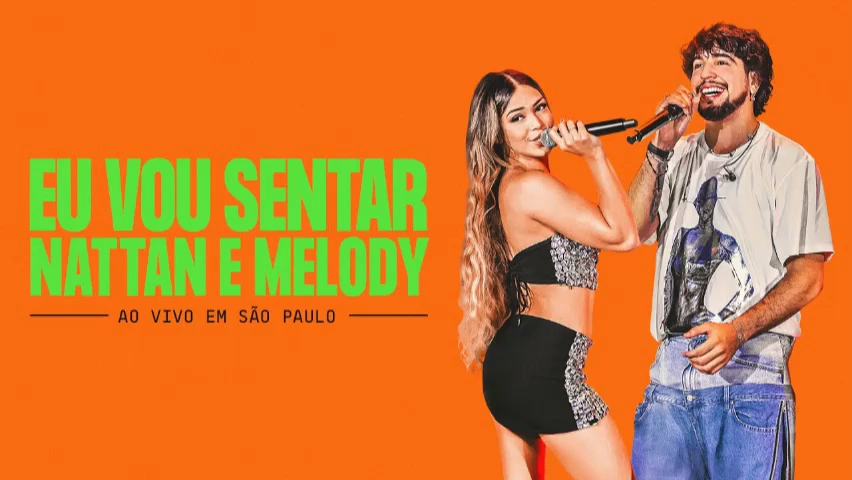 EU VOU SENTAR
NATTAN E MELODY
AO VIVO EM SÃO PAULO